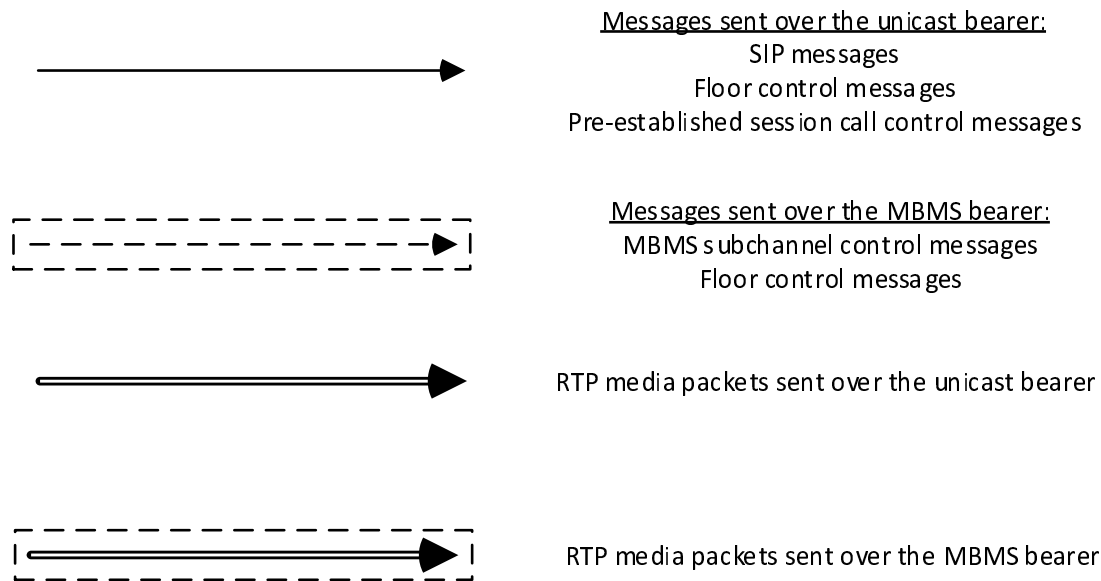 Messages sent over the unicast bearer:
SIP messages
Floor control messages
Pre-established session call control messages
Messages sent over the MBMS bearer:
MBMS subchannel control messages
Floor control messages
RTP media packets sent over the unicast bearer
RTP media packets sent over the MBMS bearer